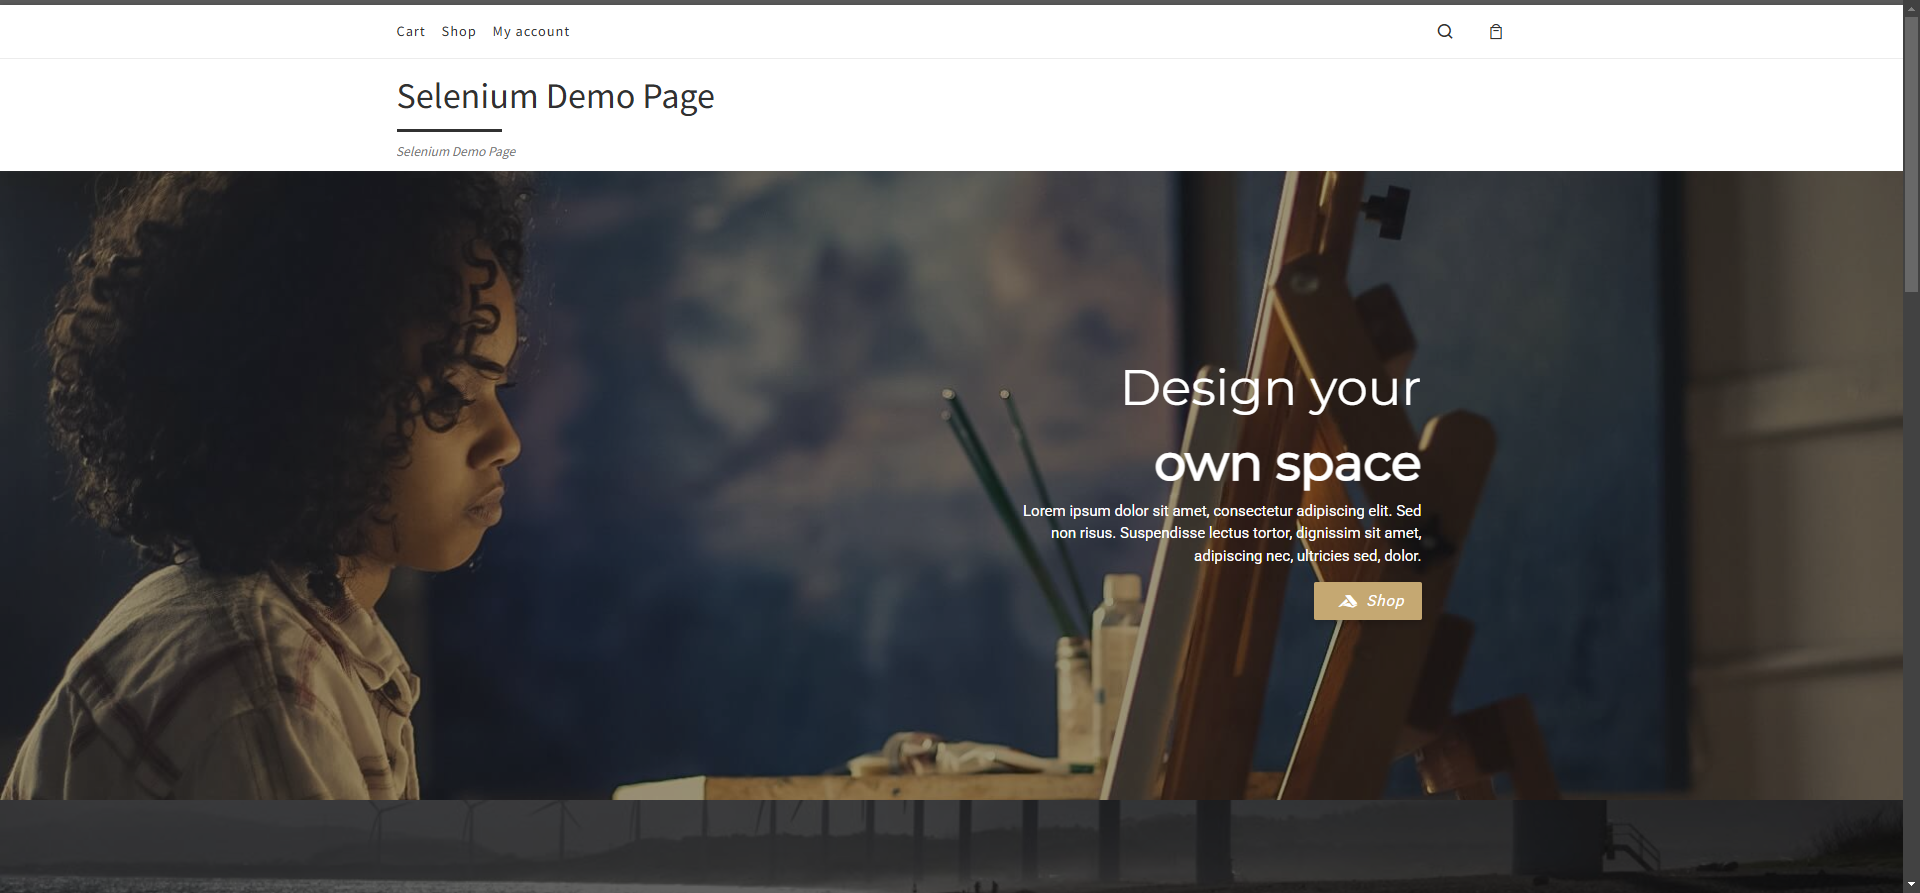 Cart Shop My account
Selenium Demo Page
Selenium Demo Page
Design your
own space
Lorem ipsum dolor sit amet, consectetur adipiscing elit. Sed
non risus. Suspendisse lectus tortor, dignissim sit amet,
adipiscing nec, ultricies sed, dolor.
Shop